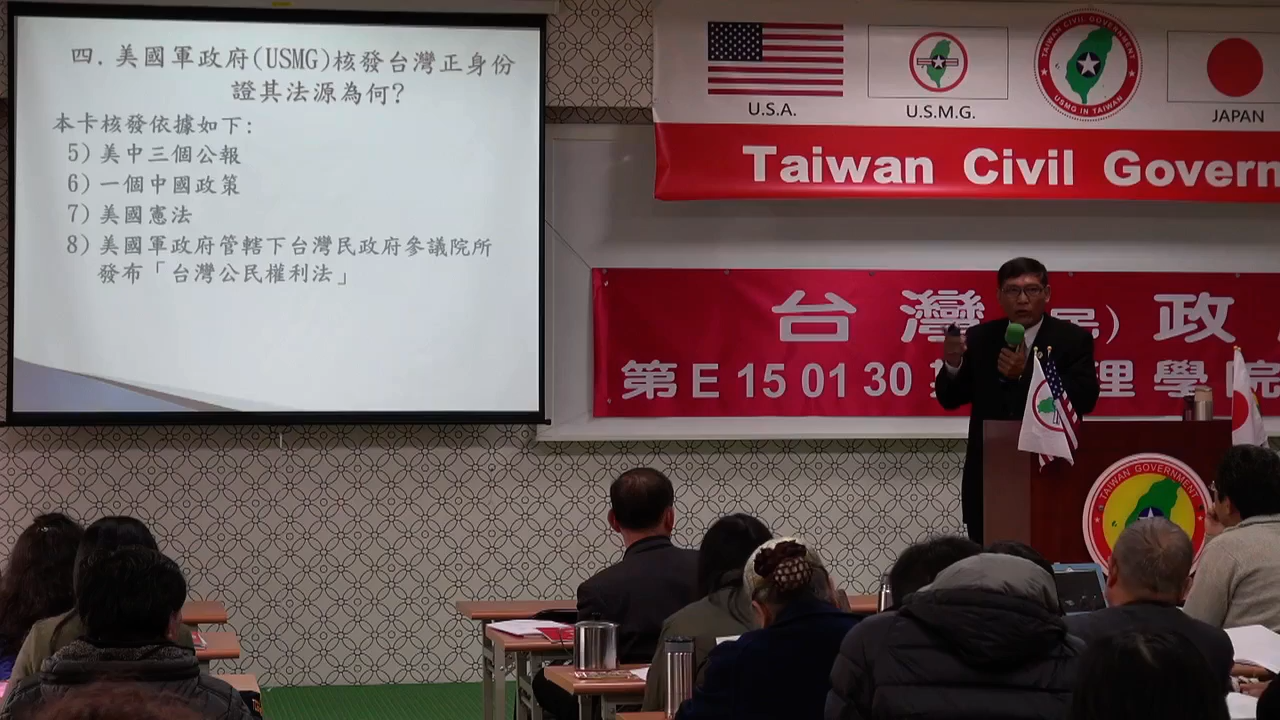 四. 美國軍政府(USMG)核發台灣正身份
證其法源為何?
本卡核發依據如下:
5) 美中三個公報
6) 一個中國政策
7) 美國憲法
8) 美國軍政府管轄下台灣民政府參議院所
發布「台灣公民權利法」
U.S.A.
U.S.M.G.
TAIWAN CIVIL GOVERNMENT
USMG IN TAIWAN
JAPAN
Taiwan Civil Govern
台灣 民) 政
第E 15 01 30 理學院
TAIWAN GOVERNMENT